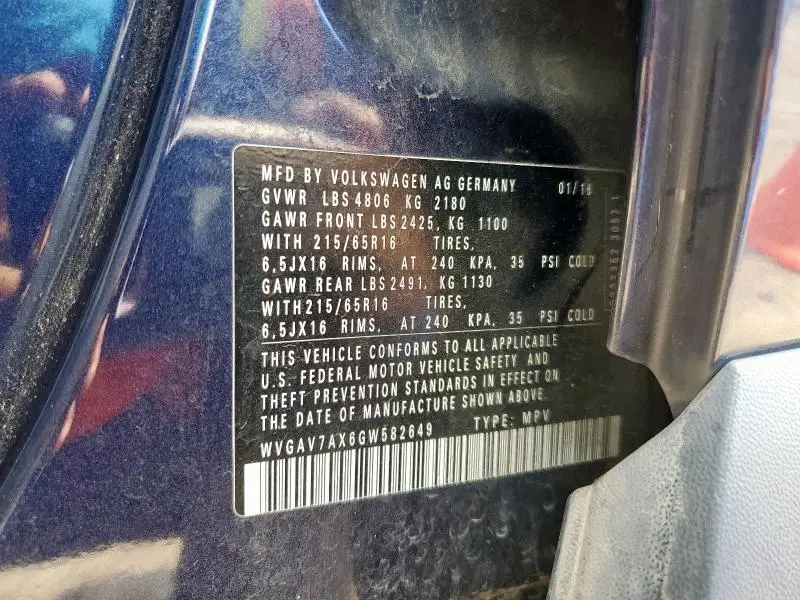 MFD BY VOLKSWAGEN AG GERMANY 01/16
GVWR LBS 4806 KG 2180
GAWR FRONT LBS 2425, KG 1100
WITH 215/65R16 TIRES,
6,5JX16 RIMS, AT 240 KPA, 35 PSI COLD
GAWR REAR LBS 2491, KG 1130
WITH 215/65R16 TIRES,
6,5JX16 RIMS, AT 240 KPA, 35 PSI COLD
THIS VEHICLE CONFORMS TO ALL APPLICABLE
U.S. FEDERAL MOTOR VEHICLE SAFETY AND
THEFT PREVENTION STANDARDS IN EFFECT ON
THE DATE OF MANUFACTURE SHOWN ABOVE.
WVGAV7AX6GW582649 TYPE: MPV